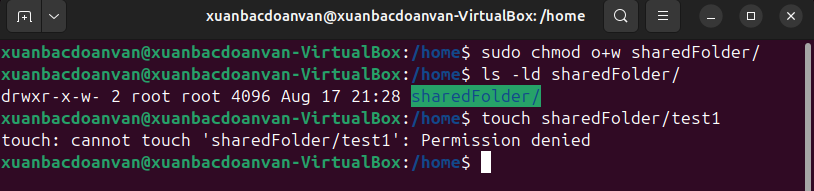 xuanbacdoanvan@xuanbacdoanvan-VirtualBox: /home
xuanbacdoanvan@xuanbacdoanvan-VirtualBox:/home$ sudo chmod o+w sharedFolder/
xuanbacdoanvan@xuanbacdoanvan-VirtualBox:/home$ ls -ld sharedFolder/
drwxr-x-w- 2 root root 4096 Aug 17 21:28 sharedFolder/
xuanbacdoanvan@xuanbacdoanvan-VirtualBox:/home$ touch sharedFolder/test1
touch: cannot touch 'sharedFolder/test1': Permission denied
xuanbacdoanvan@xuanbacdoanvan-VirtualBox:/home$